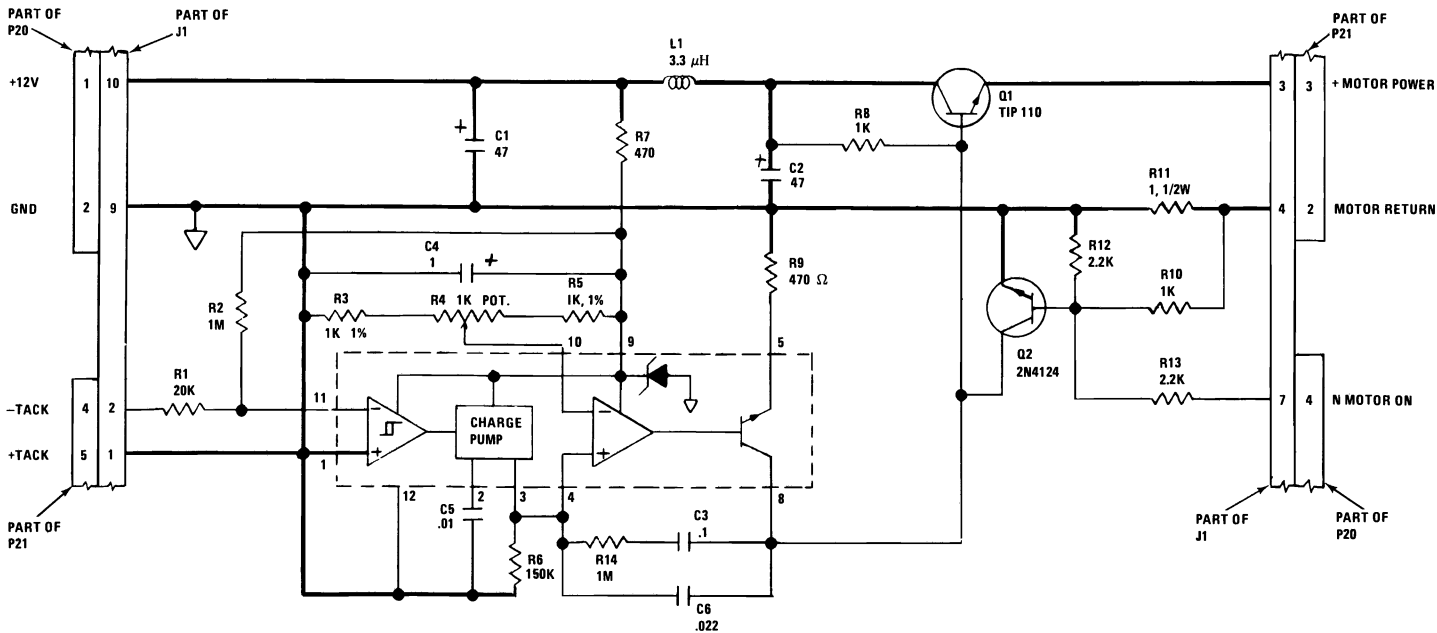 PART OF
P20
PART OF
J1
PART OF
P21
+12V
1
10
L1
3.3 µH
Q1
TIP 110
3
3
+ MOTOR POWER
+
C1
47
R7
470
R8
1K
+
C2
47
R11
1, 1/2W
GND
2
9
4
2
MOTOR RETURN
C4
1
+
R9
470 Ω
R12
2.2K
R10
1K
R2
1M
R3
1K 1%
R4
1K POT.
R5
IK, 1%
10
9
5
Q2
2N4124
R13
2.2K
R1
20K
–TACK
4
2
11
–
CHARGE
PUMP
–
7
4
N MOTOR ON
+TACK
5
1
1
+
+
12
2
3
4
8
PART OF
P21
C5
.01
R6
150K
R14
1M
C3
.1
C6
.022
PART OF
J1
PART OF
P20